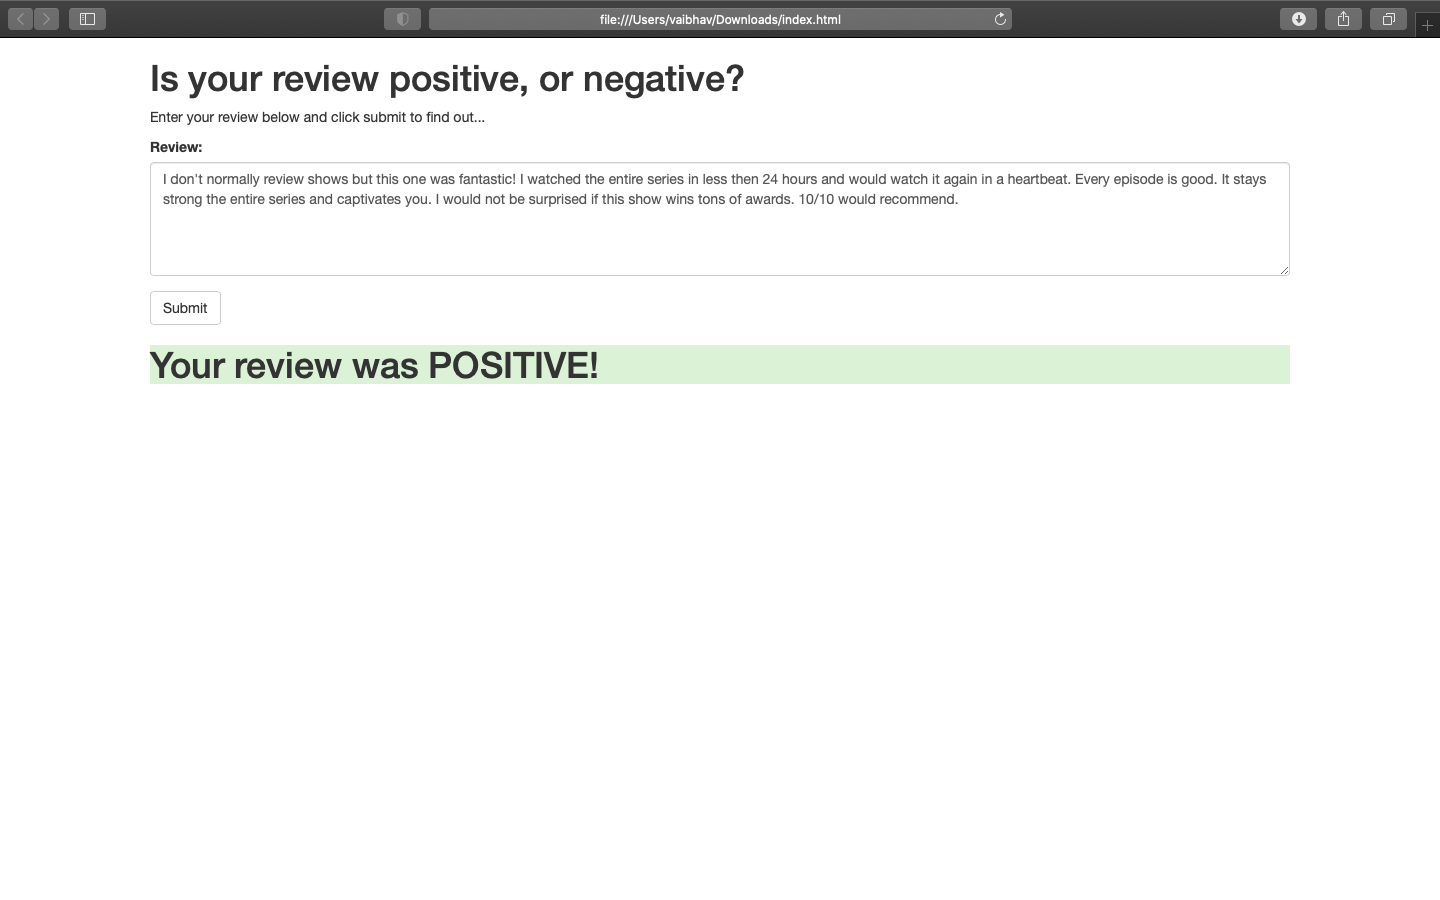 file:///Users/vaibhav/Downloads/index.html
Is your review positive, or negative?
Enter your review below and click submit to find out...
Review:
I don't normally review shows but this one was fantastic! I watched the entire series in less then 24 hours and would watch it again in a heartbeat. Every episode is good. It stays
strong the entire series and captivates you. I would not be surprised if this show wins tons of awards. 10/10 would recommend.
Submit
Your review was POSITIVE!